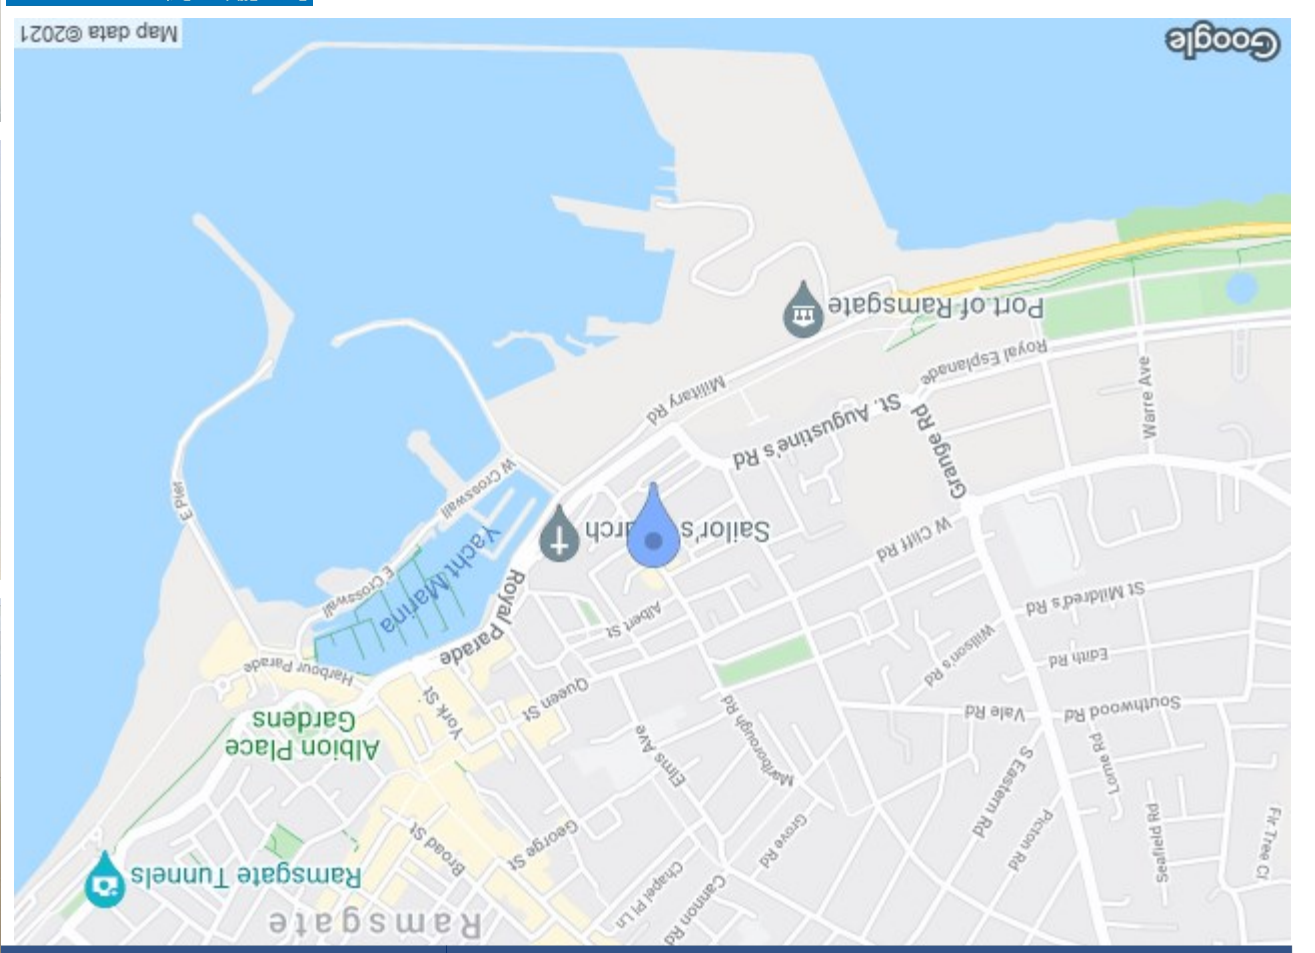 Ramsgate
Ramsgate Tunnels
Cannon Rd
Chapel Pl Ln
Broad St
George St
Grove Rd
Picton Rd
Seafield Rd
Fir Tree Cl
Albion Place
Gardens
York St
Elms Ave
Marlborough Rd
S Eastern Rd
Lorne Rd
Queen St
Vale Rd
Southwood Rd
Harbour Parade
Royal Parade
Willson's Rd
Edith Rd
Albert St
St Mildred's Rd
E Crosswall
Yacht Marina
Sailor's
W Cliff Rd
E Pier
W Crosswall
Grange Rd
St. Augustine's Rd
Military Rd
Warre Ave
Royal Esplanade
Port of Ramsgate
Google
Map data ©2021